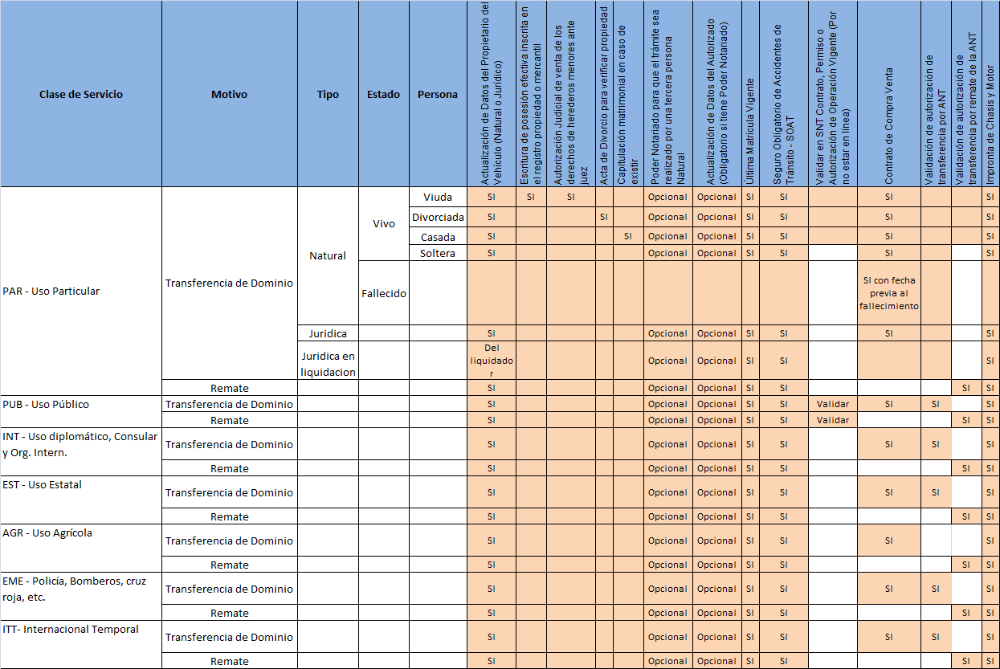 Clase de Servicio
Motivo
Tipo
Estado
Persona
Actualización de Datos del Propietario del
Vehículo (Natural o Jurídico)
Escritura de posesión efectiva inscrita en
el registro propiedad o mercantil
Autorización Judicial de venta de los
derechos de herederos menores ante
juez
Acta de Divorcio para verificar propiedad
Capitulación matrimonial en caso de
existir
Poder Notariado para que el trámite sea
realizado por una tercera persona
Natural
Actualización de Datos del Autorizado
(Obligatorio si tiene Poder Notariado)
Última Matrícula Vigente
Seguro Obligatorio de Accidentes de
Tránsito - SOAT
Validar en SNT Contrato, Permiso o
Autorización de Operación Vigente (Por
no estar en línea)
Contrato de Compra Venta
Validación de autorización de
transferencia por ANT
Validación de autorización de
transferencia por remate de la ANT
Impronta de Chasis y Motor
PAR - Uso Particular
Transferencia de Dominio
Natural
Vivo
Viuda SI SI SI Opcional Opcional SI SI SI SI
Divorciada SI SI Opcional Opcional SI SI SI SI
Casada SI SI Opcional Opcional SI SI SI SI
Soltera SI Opcional Opcional SI SI SI SI
Fallecido
SI con fecha
previa al
fallecimiento
Juridica SI Opcional Opcional SI SI SI SI
Juridica en
liquidacion
Del
liquidado
r
Opcional Opcional SI SI SI
Remate SI Opcional Opcional SI SI SI SI
PUB - Uso Público Transferencia de Dominio SI Opcional Opcional SI SI Validar SI SI SI
Remate SI Opcional Opcional SI SI Validar SI SI
INT - Uso diplomático, Consular
y Org. Intern.
Transferencia de Dominio SI Opcional Opcional SI SI SI SI SI
Remate SI Opcional Opcional SI SI SI SI
EST - Uso Estatal
Transferencia de Dominio SI Opcional Opcional SI SI SI SI SI
Remate SI Opcional Opcional SI SI SI SI
AGR - Uso Agrícola
Transferencia de Dominio SI Opcional Opcional SI SI SI SI
Remate SI Opcional Opcional SI SI SI SI
EME - Policía, Bomberos, cruz
roja, etc.
Transferencia de Dominio SI Opcional Opcional SI SI SI SI SI
Remate SI Opcional Opcional SI SI SI SI
ITT- Internacional Temporal
Transferencia de Dominio SI Opcional Opcional SI SI SI SI SI
Remate SI Opcional Opcional SI SI SI SI